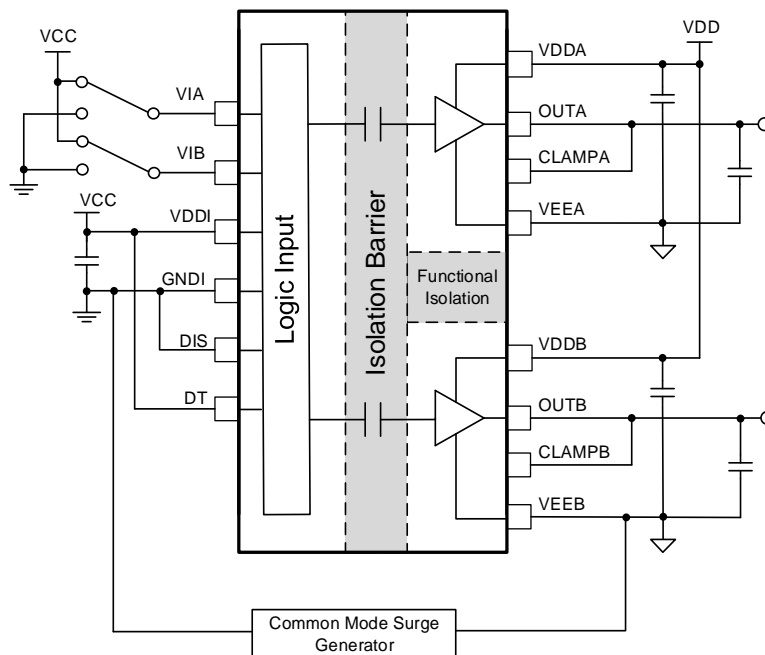 VCC
VIA
VIB
VCC
VDDI
GNDI
DIS
DT
Logic Input
Isolation Barrier
Functional
Isolation
VDD
VDDA
OUTA
CLAMPA
VEEA
VDDB
OUTB
CLAMPB
VEEB
Common Mode Surge
Generator